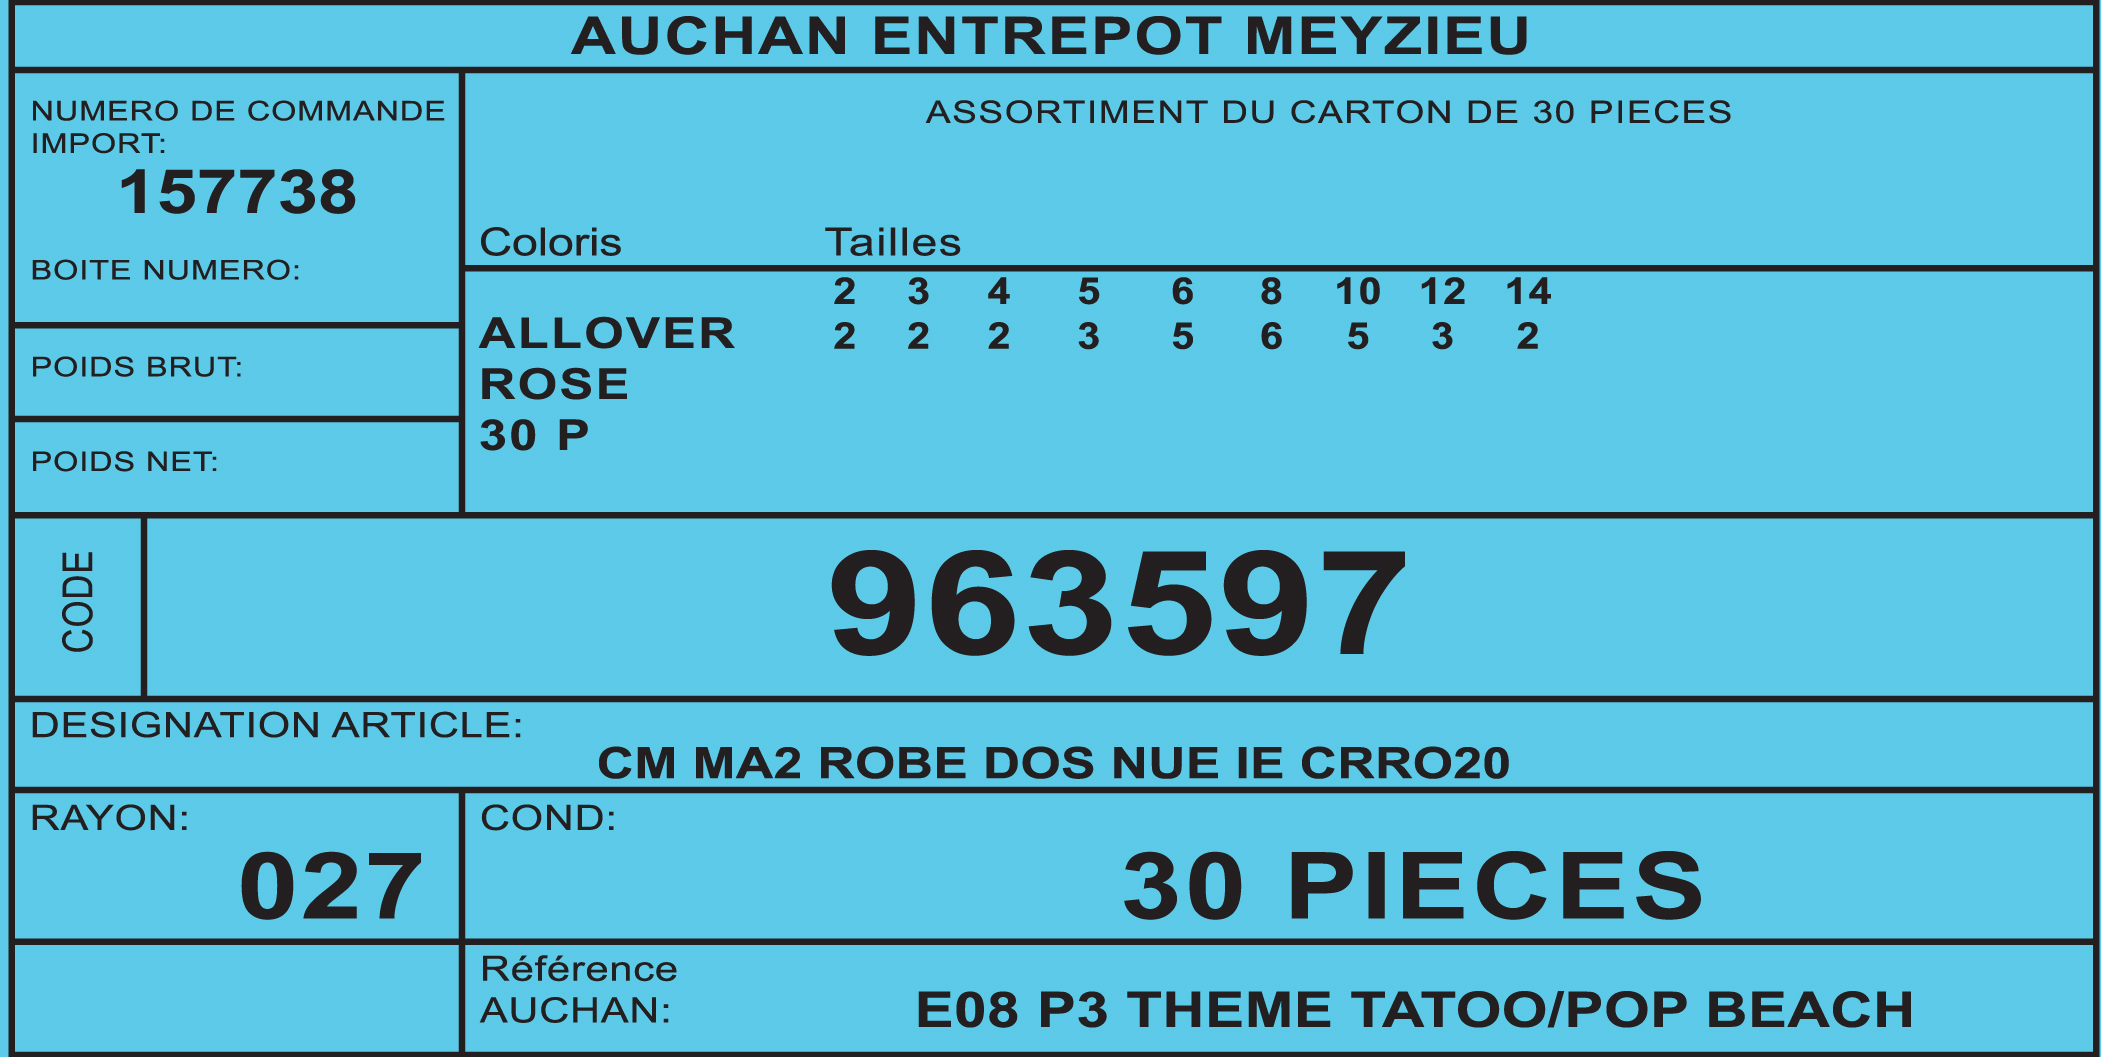 AUCHAN ENTREPOT MEYZIEU
NUMERO DE COMMANDE
IMPORT:
157738
BOITE NUMERO:
POIDS BRUT:
POIDS NET:
ASSORTIMENT DU CARTON DE 30 PIECES
Coloris Tailles
2 3 4 5 6 8 10 12 14
ALLOVER 2 2 2 3 5 6 5 3 2
ROSE
30 P
CODE
963597
DESIGNATION ARTICLE:
CM MA2 ROBE DOS NUE IE CRRO20
RAYON:
027
COND:
30 PIECES
Référence
AUCHAN:
E08 P3 THEME TATOO/POP BEACH